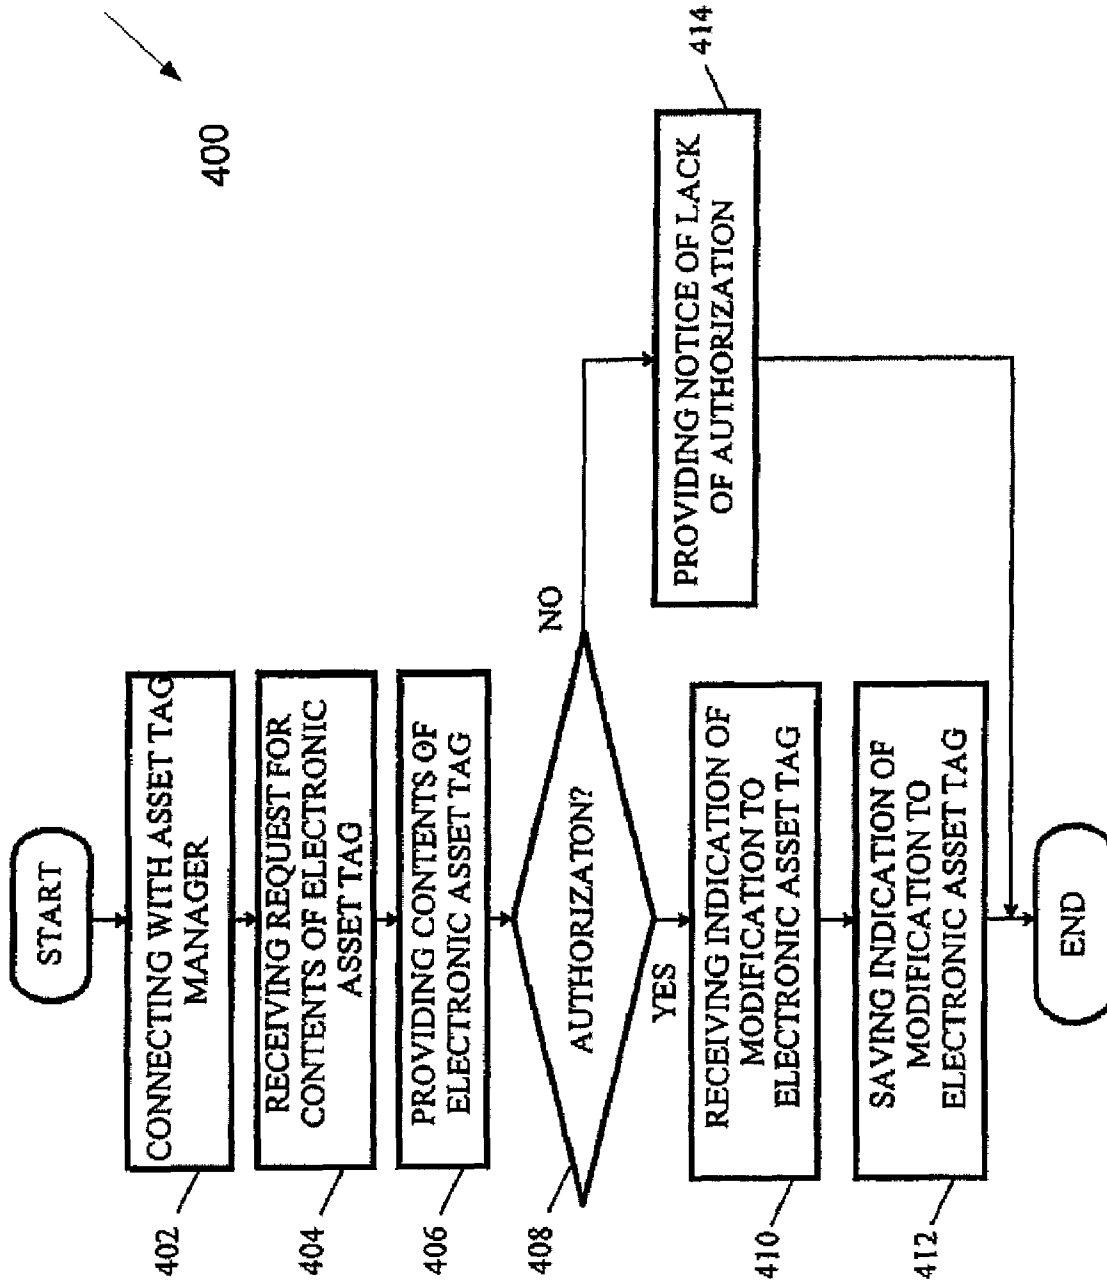 400
START
CONNECTING WITH ASSET TAG
MANAGER
402
RECEIVING REQUEST FOR
CONTENTS OF ELECTRONIC
ASSET TAG
404
PROVIDING CONTENTS OF
ELECTRONIC ASSET TAG
406
AUTHORIZATON?
408
NO
YES
PROVIDING NOTICE OF LACK
OF AUTHORIZATION
414
RECEIVING INDICATION OF
MODIFICATION TO
ELECTRONIC ASSET TAG
410
SAVING INDICATION OF
MODIFICATION TO
ELECTRONIC ASSET TAG
412
END